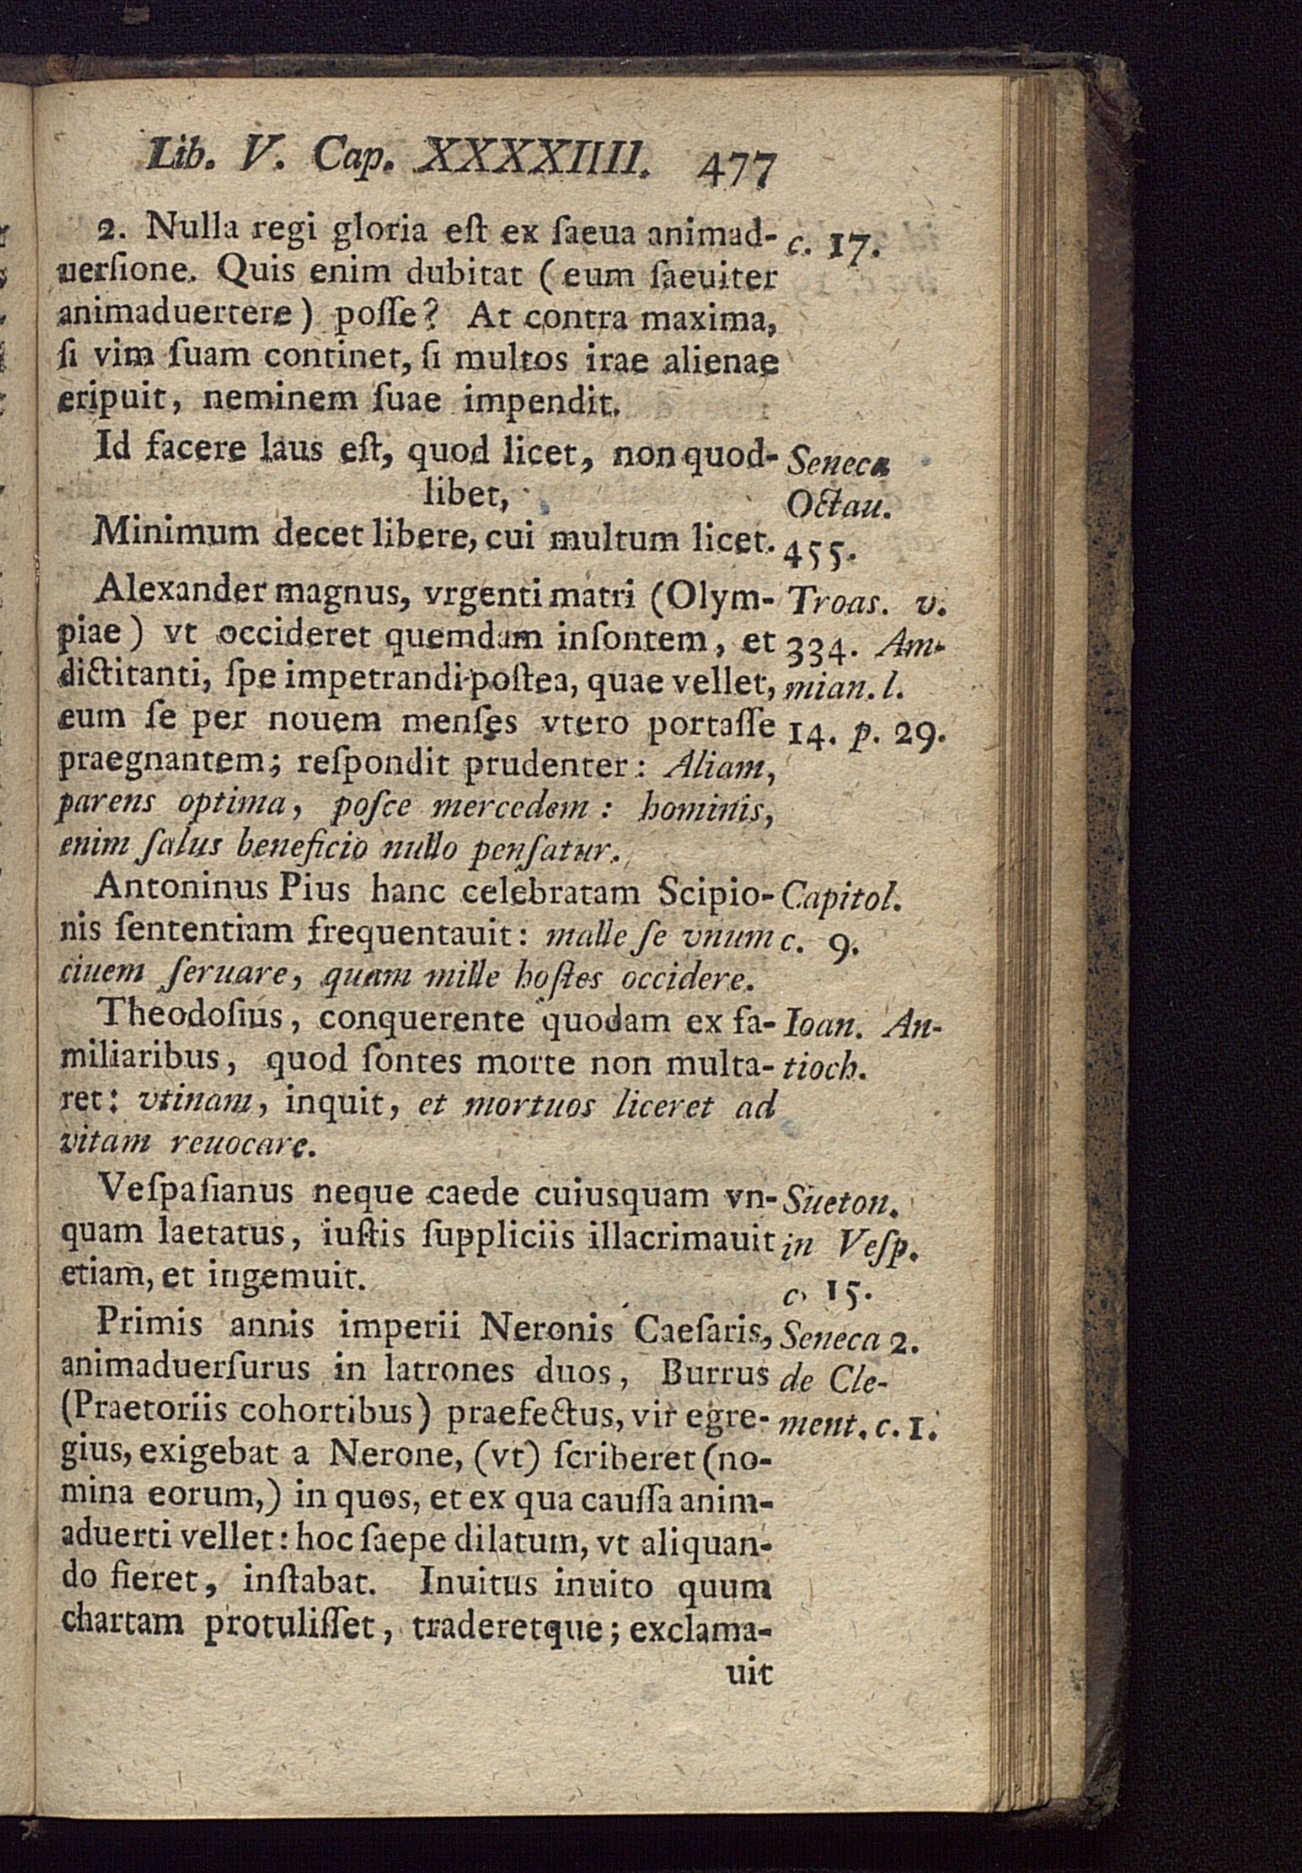 Lib. V. Cap. XXXXIIII. 477
2. Nulla regi gloria eſt ex ſaeua animad- c. 17.
uerſione. Quis enim dubitat (eum ſaeuiter
animaduertere) poſſe? At contra maxima,
ſi vim ſuam continet, ſi multos irae alienae
eripuit, neminem ſuae impendit.
Id facere laus eſt, quod licet, non quod- Seneca
libet, Octau.
Minimum decet libere, cui multum licet. 455.
Alexander magnus, vrgenti matri (Olym- Troas. v.
piae) vt occideret quemdam inſontem, et 334. Am-
dictitanti, ſpe impetrandi poſtea, quae vellet, mian. l.
eum ſe per nouem menſes vtero portaſſe 14. p. 29.
praegnantem; reſpondit prudenter: Aliam,
parens optima, poſce mercedem: hominis,
enim ſalus beneficio nullo penſatur.
Antoninus Pius hanc celebratam Scipio- Capitol.
nis ſententiam frequentauit: malle ſe vnum c. 9.
ciuem ſeruare, quam mille hoſtes occidere.
Theodoſius, conquerente quodam ex fa- Ioan. An-
miliaribus, quod ſontes morte non multa- tioch.
ret: vtinam, inquit, et mortuos liceret ad
vitam reuocare.
Veſpaſianus neque caede cuiusquam vn- Sueton.
quam laetatus, iuſtis ſuppliciis illacrimauit in Veſp.
etiam, et ingemuit. c. 15.
Primis annis imperii Neronis Caeſaris, Seneca 2.
animaduerſurus in latrones duos, Burrus de Cle-
(Praetoriis cohortibus) praefectus, vir egre- ment. c. 1.
gius, exigebat a Nerone, (vt) ſcriberet (no-
mina eorum,) in quos, et ex qua cauſſa anim-
aduerti vellet: hoc ſaepe dilatum, vt aliquan-
do fieret, inſtabat. Inuitus inuito quum
chartam protuliſſet, traderetque; exclama-
uit